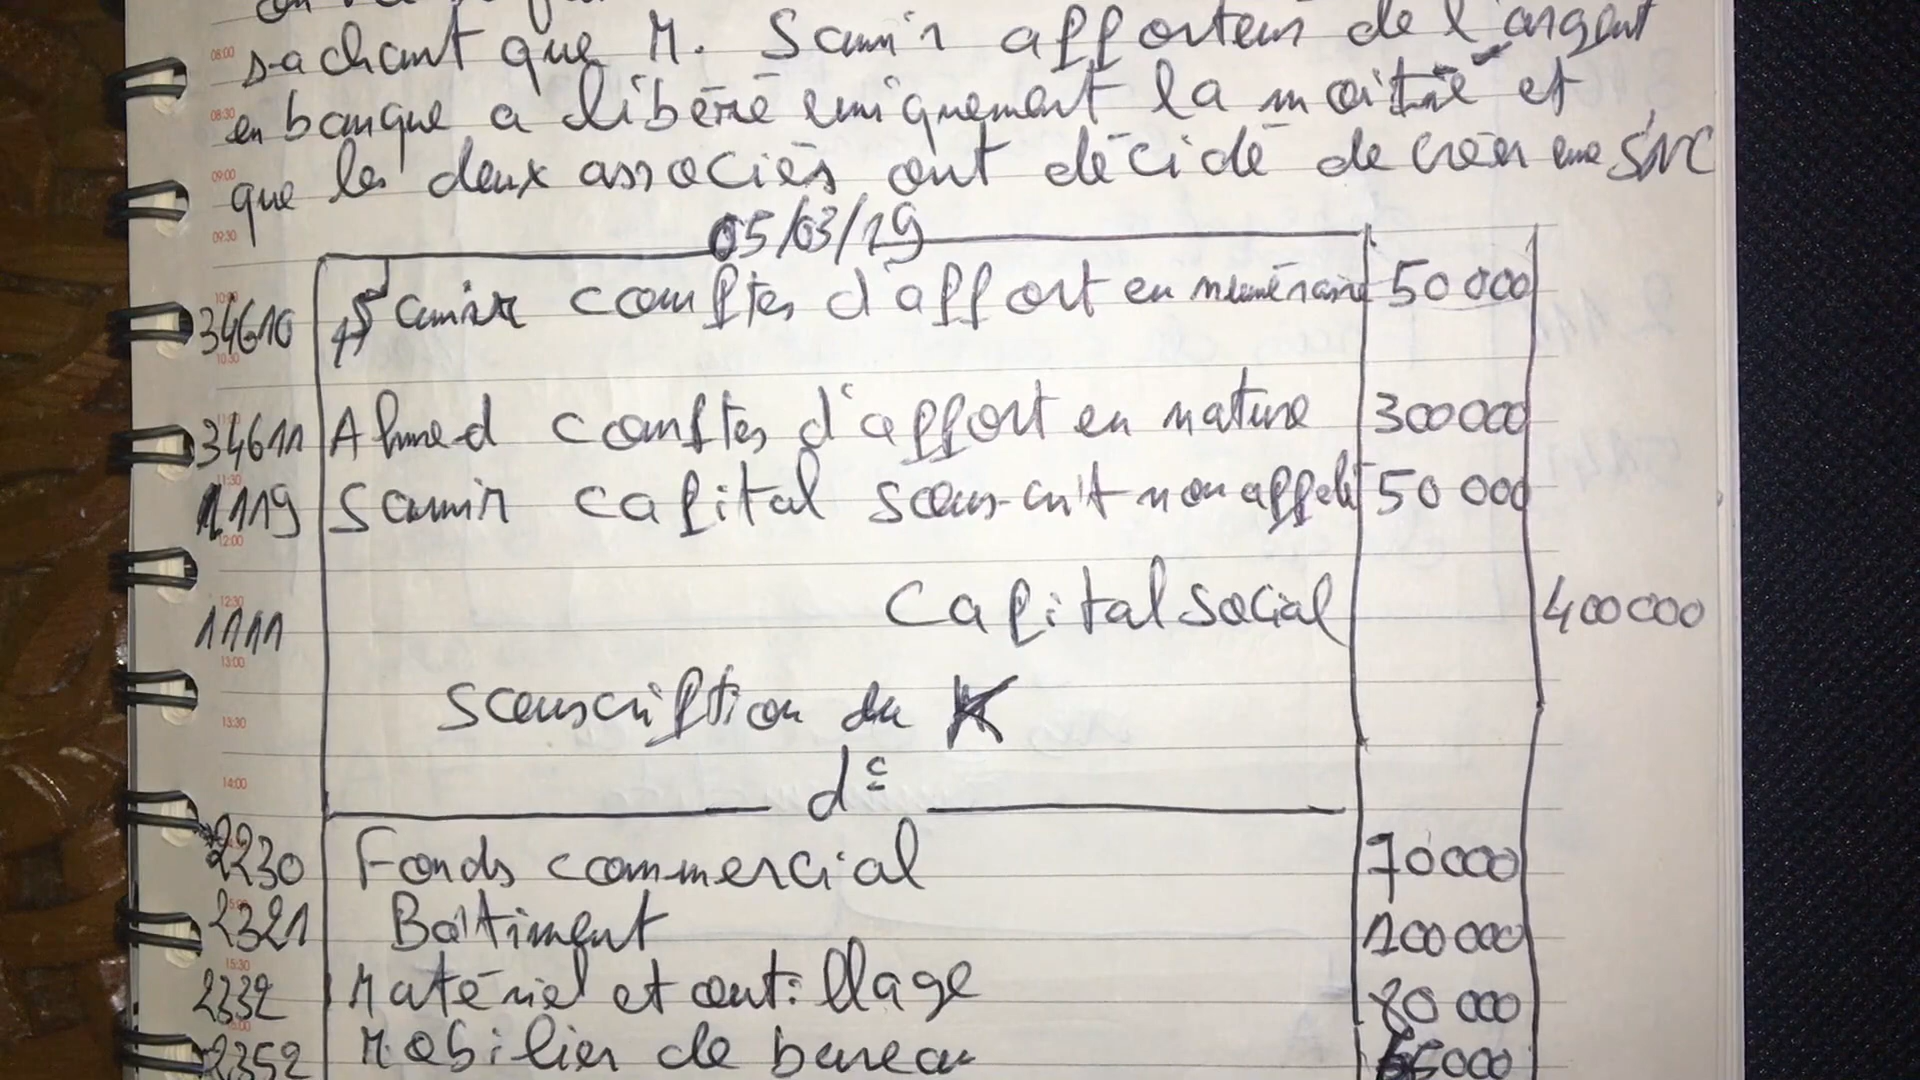 sachant que M. Samir apporteur de l'argent
en banque a libéré uniquement la moitié et
que les deux associés ont décidé de créer une SNC
05/03/19
34610 Samir comptes d'apport en numéraire 50 000
34611 Ahmed comptes d'apport en nature 300 000
1119 Samir capital souscrit non appelé 50 000
1111 Capital social 400 000
Souscription du K
d°
2230 Fonds commercial 70 000
2321 Bâtiment 100 000
2332 Matériel et outillage 80 000
2352 Mobilier de bureau